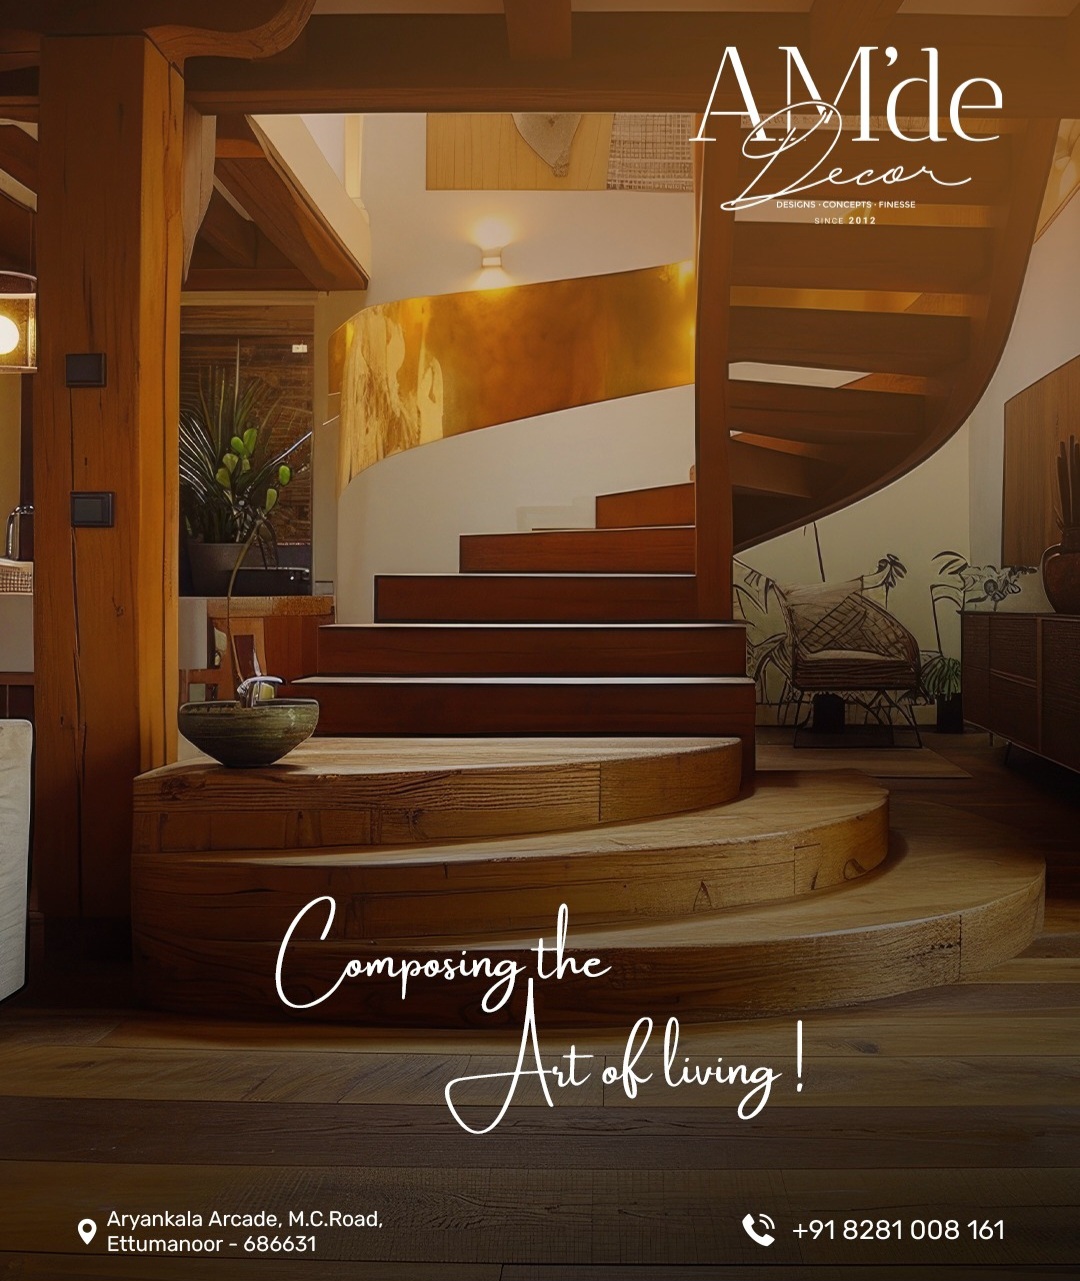 AM'de
Decor
DESIGNS · CONCEPTS · FINESSE
SINCE 2012
Composing the
Art of living !
Aryankala Arcade, M.C.Road,
Ettumanoor - 686631
+91 8281 008 161